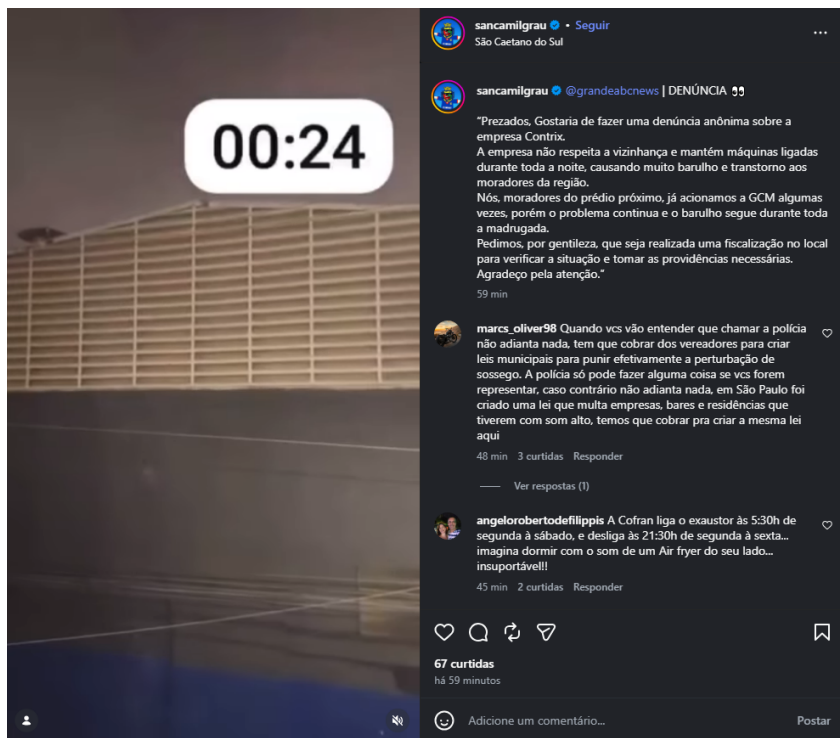 00:24
sancamilgrau • Seguir
São Caetano do Sul
sancamilgrau @grandeabcnews | DENÚNCIA 👀
"Prezados, Gostaria de fazer uma denúncia anônima sobre a
empresa Contrix.
A empresa não respeita a vizinhança e mantém máquinas ligadas
durante toda a noite, causando muito barulho e transtorno aos
moradores da região.
Nós, moradores do prédio próximo, já acionamos a GCM algumas
vezes, porém o problema continua e o barulho segue durante toda
a madrugada.
Pedimos, por gentileza, que seja realizada uma fiscalização no local
para verificar a situação e tomar as providências necessárias.
Agradeço pela atenção."
59 min
marcs_oliver98 Quando vcs vão entender que chamar a polícia
não adianta nada, tem que cobrar dos vereadores para criar
leis municipais para punir efetivamente a perturbação de
sossego. A polícia só pode fazer alguma coisa se vcs forem
representar, caso contrário não adianta nada, em São Paulo foi
criado uma lei que multa empresas, bares e residências que
tiverem com som alto, temos que cobrar pra criar a mesma lei
aqui
48 min 3 curtidas Responder
Ver respostas (1)
angelorobertodefilippis A Cofran liga o exaustor às 5:30h de
segunda à sábado, e desliga às 21:30h de segunda à sexta...
imagina dormir com o som de um Air fryer do seu lado...
insuportável!!
45 min 2 curtidas Responder
67 curtidas
há 59 minutos
Adicione um comentário... Postar